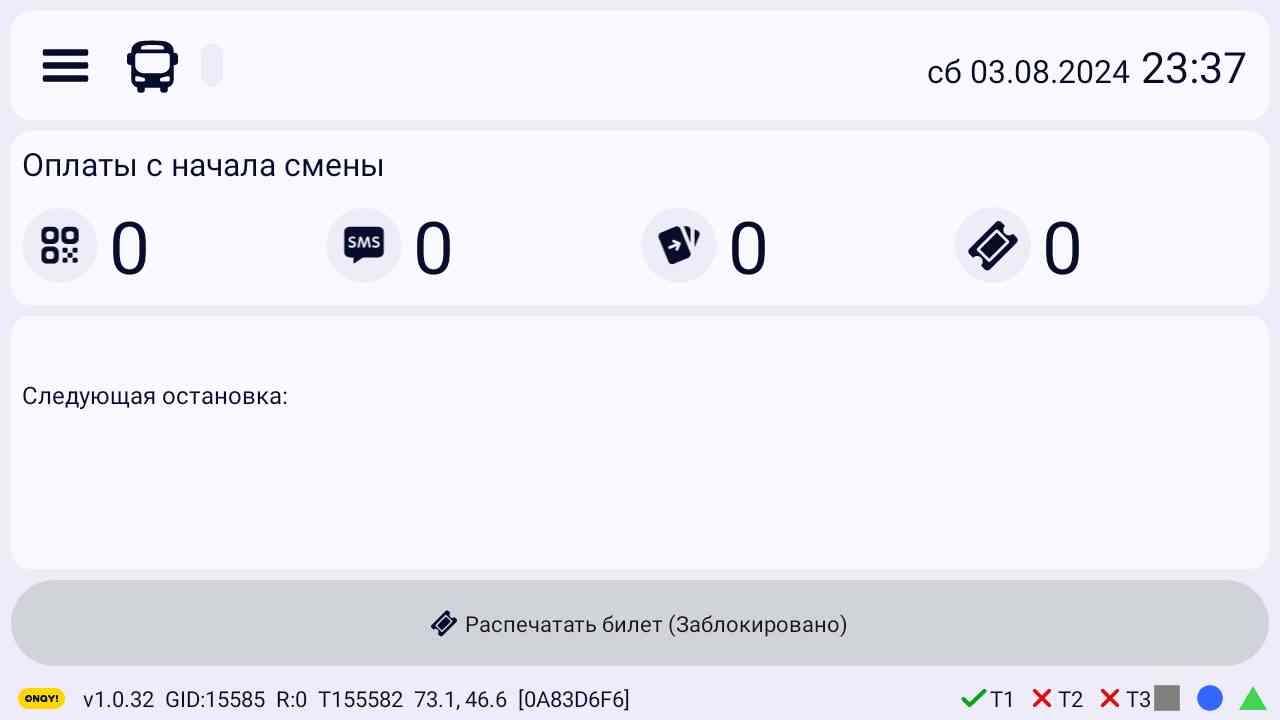 сб 03.08.2024 23:37
Оплаты с начала смены
0 SMS 0 0 0
Следующая остановка:
Распечатать билет (Заблокировано)
ONAY! v1.0.32 GID:15585 R:0 T155582 73.1, 46.6 [0A83D6F6] T1 T2 T3